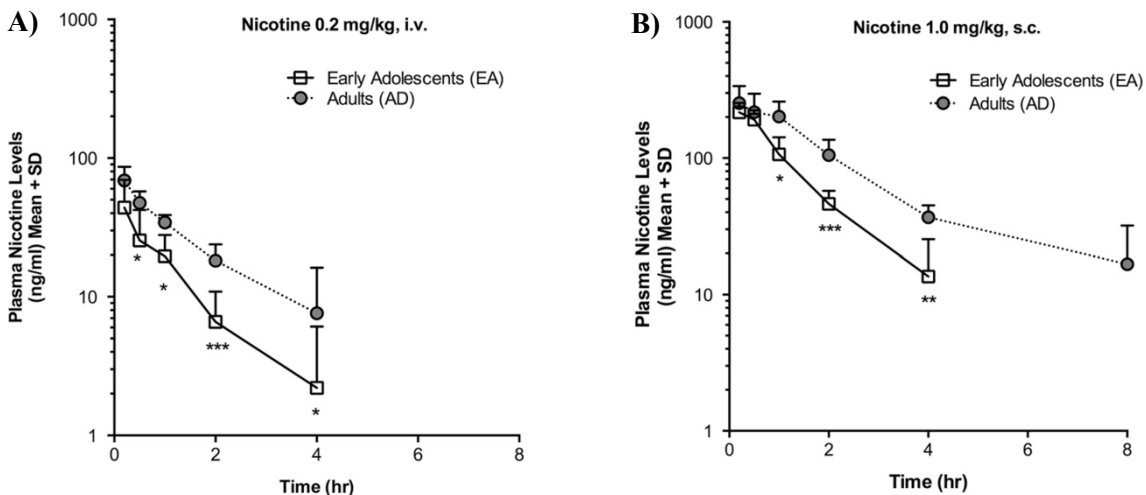 A)
Nicotine 0.2 mg/kg, i.v.
Early Adolescents (EA)
Adults (AD)
Plasma Nicotine Levels
(ng/ml) Mean + SD
1000
100
10
1
*
*
***
*
0
2
4
6
8
Time (hr)
B)
Nicotine 1.0 mg/kg, s.c.
Early Adolescents (EA)
Adults (AD)
Plasma Nicotine Levels
(ng/ml) Mean + SD
1000
100
10
1
*
***
**
0
2
4
6
8
Time (hr)